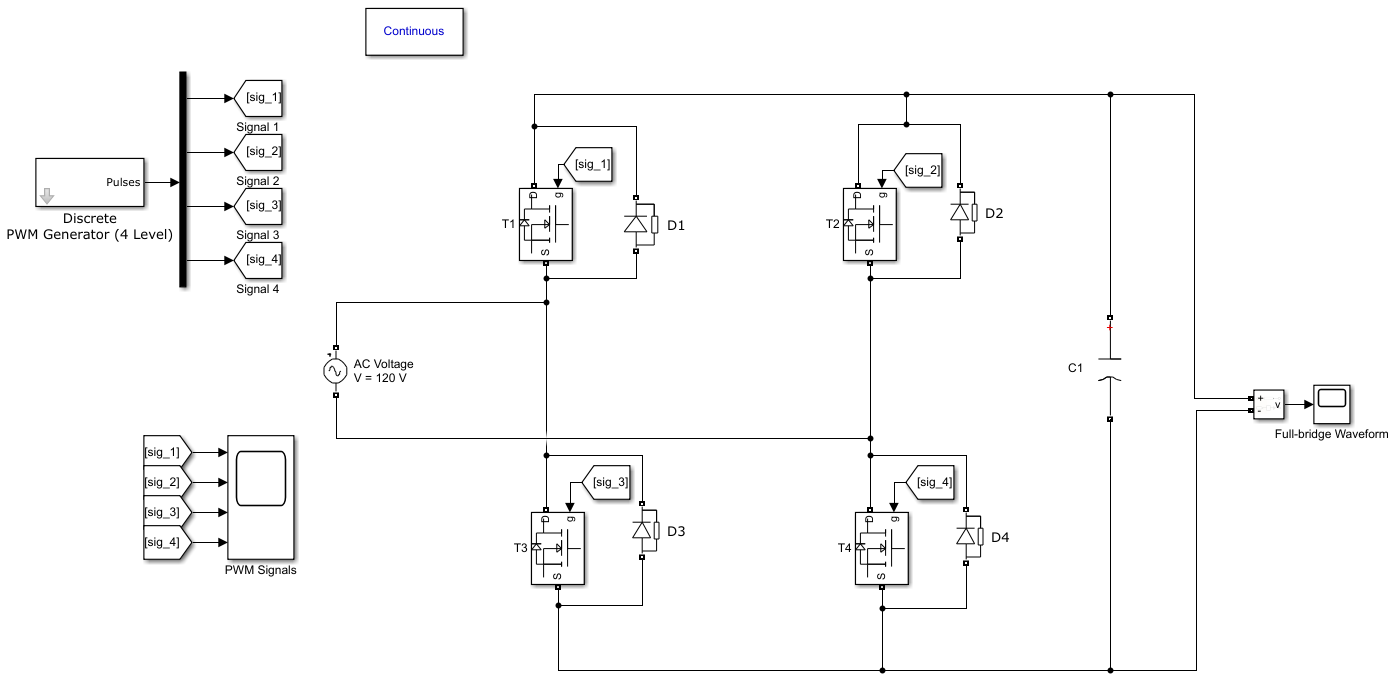 Continuous
[sig_1]
Signal 1
[sig_2]
Signal 2
[sig_3]
Signal 3
[sig_4]
Signal 4
Pulses
Discrete
PWM Generator (4 Level)
[sig_1]
D
g
S
T1
D1
[sig_2]
D
g
S
T2
D2
AC Voltage
V = 120 V
+
C1
+
-
v
Full-bridge Waveform
[sig_1]
[sig_2]
[sig_3]
[sig_4]
PWM Signals
[sig_3]
D
g
S
T3
D3
[sig_4]
D
g
S
T4
D4